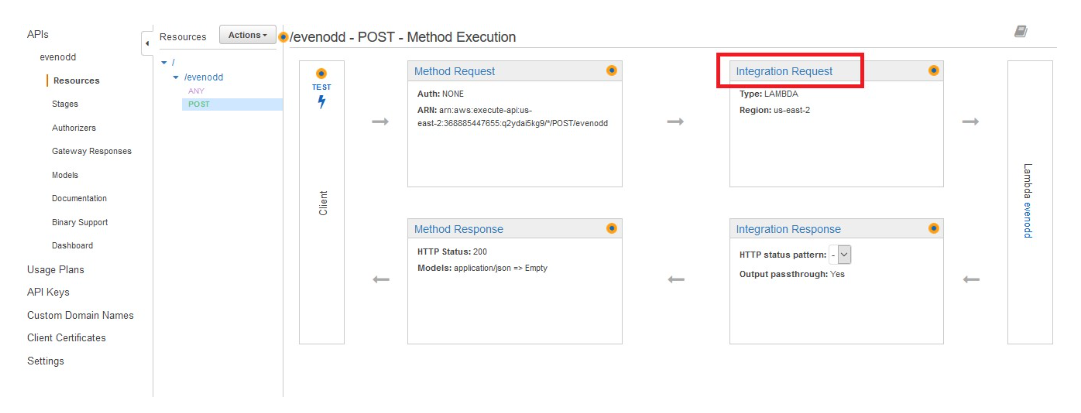 APIs
evenodd
Resources
Stages
Authorizers
Gateway Responses
Models
Documentation
Binary Support
Dashboard
Usage Plans
API Keys
Custom Domain Names
Client Certificates
Settings
Resources
Actions
/
/evenodd
ANY
POST
/evenodd - POST - Method Execution
TEST
Client
Method Request
Auth: NONE
ARN: arn:aws:execute-api:us-
east-2:368885447655:q2ydai5kg9/*/POST/evenodd
Integration Request
Type: LAMBDA
Region: us-east-2
Lambda evenodd
Method Response
HTTP Status: 200
Models: application/json => Empty
Integration Response
HTTP status pattern: -
Output passthrough: Yes